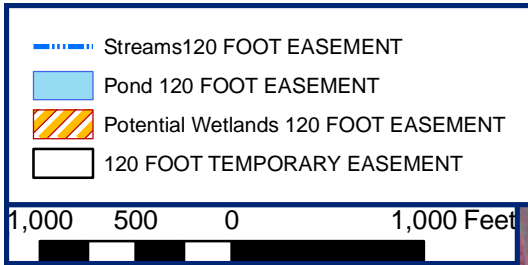 Streams120 FOOT EASEMENT
Pond 120 FOOT EASEMENT
Potential Wetlands 120 FOOT EASEMENT
120 FOOT TEMPORARY EASEMENT
1,000 500 0 1,000 Feet